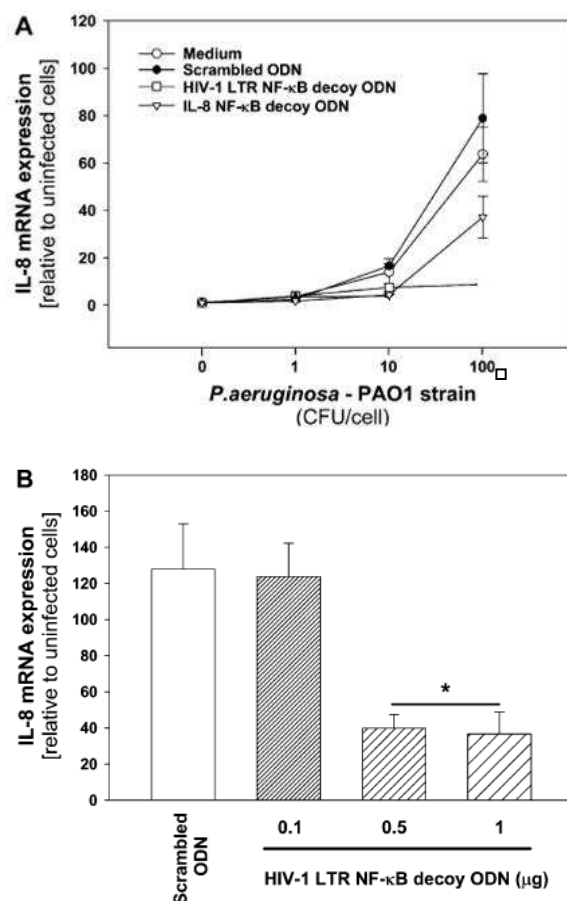 A
120
100
80
60
40
20
0
IL-8 mRNA expression
[relative to uninfected cells]
Medium
Scrambled ODN
HIV-1 LTR NF-κB decoy ODN
IL-8 NF-κB decoy ODN
0 1 10 100
P.aeruginosa - PAO1 strain
(CFU/cell)
B
180
160
140
120
100
80
60
40
20
0
IL-8 mRNA expression
[relative to uninfected cells]
*
Scrambled
ODN
0.1 0.5 1
HIV-1 LTR NF-κB decoy ODN (μg)